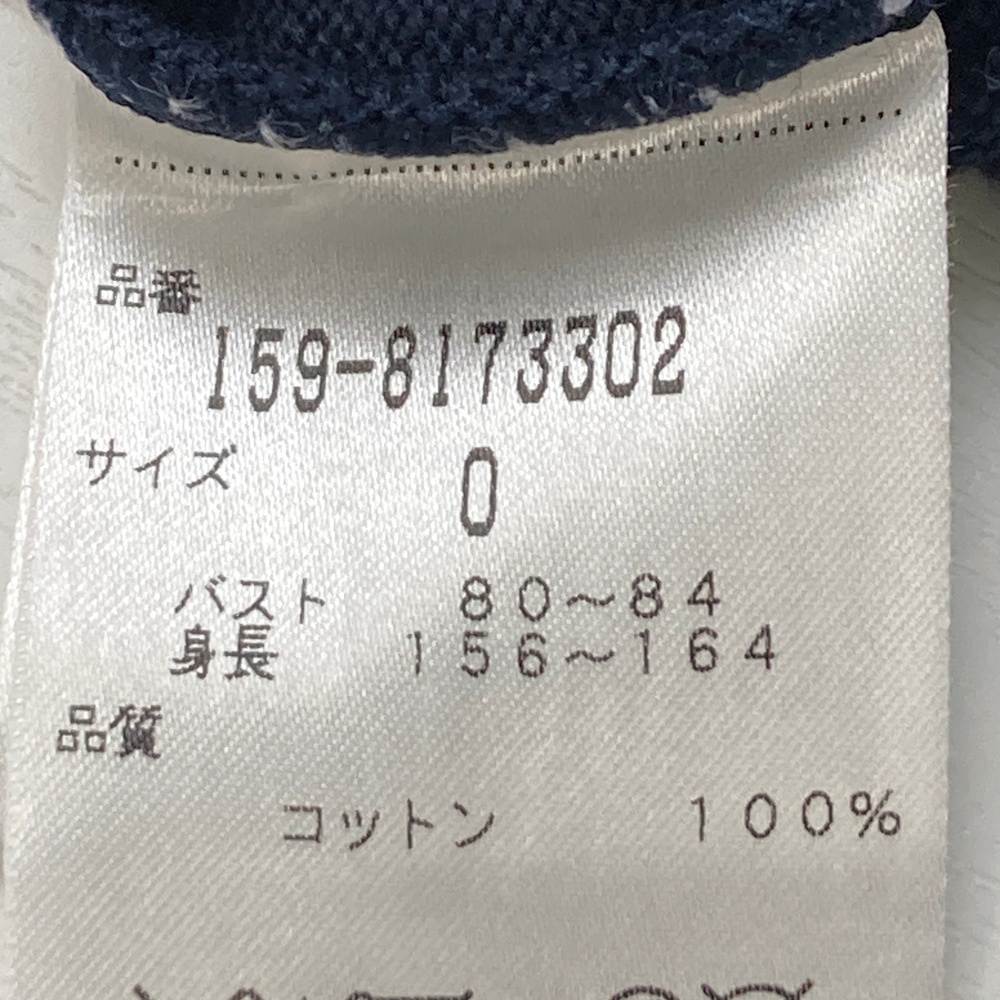 品番
159-8173302
サイズ 0
バスト 80～84
身長 156～164
品質
コットン 100%